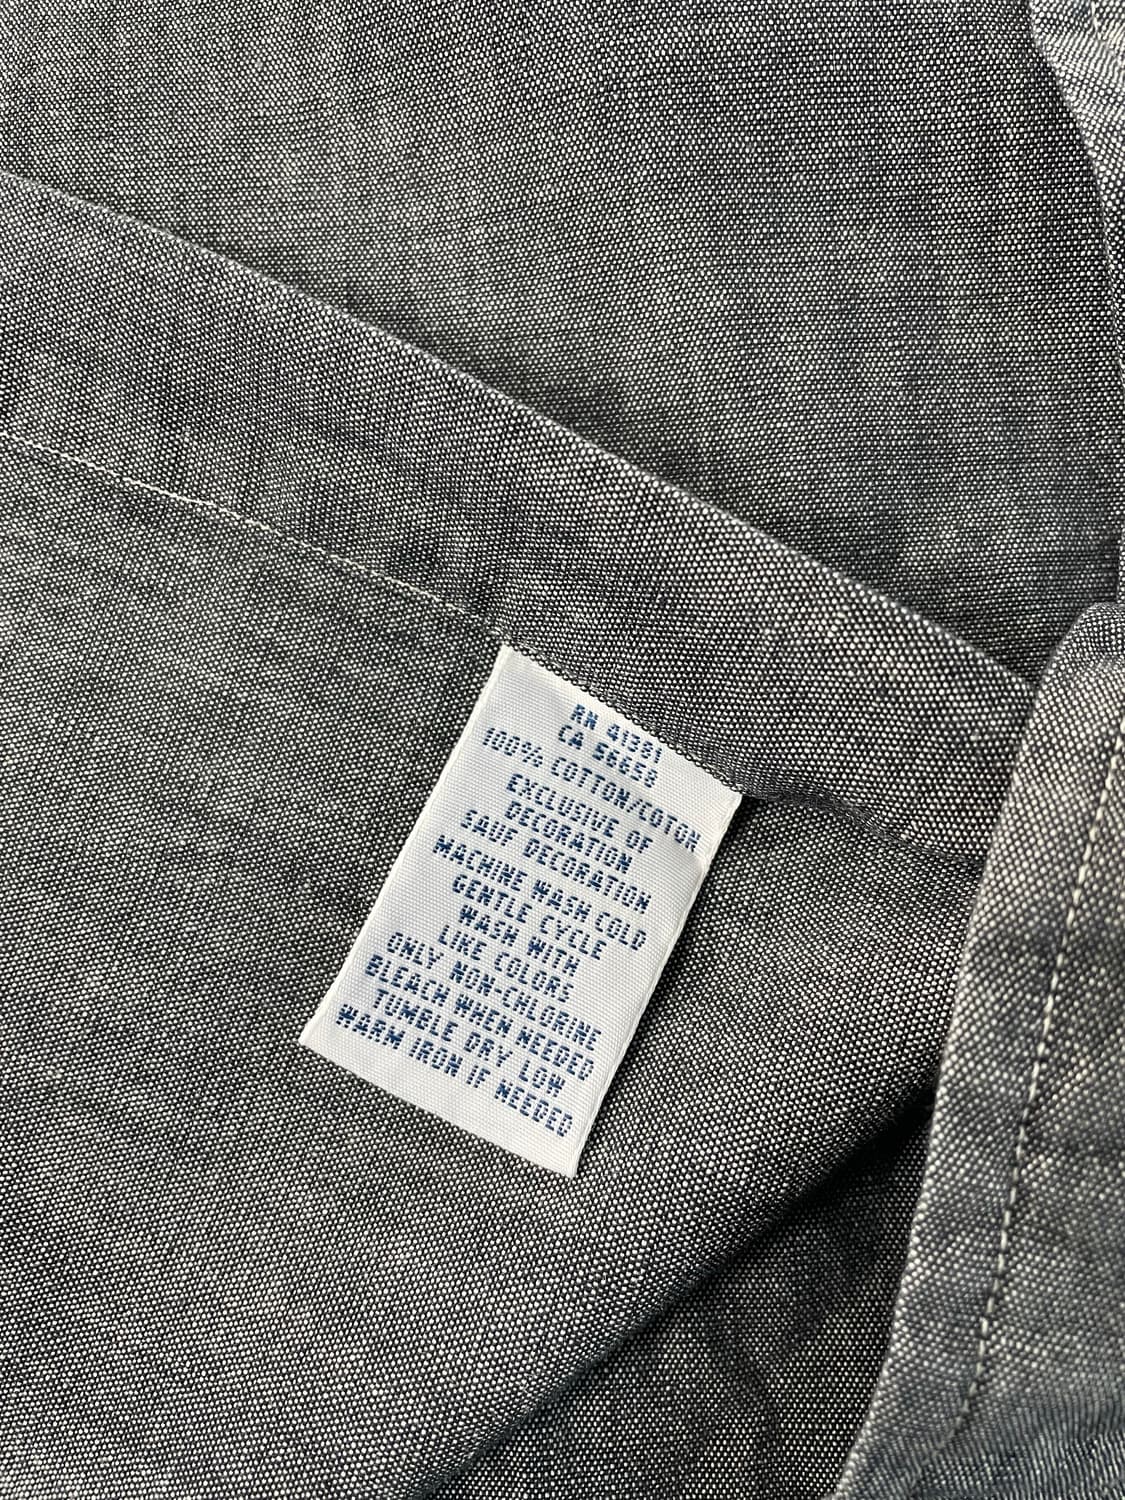 RN 41381
CA 56650
100% COTTON/COTON
EXCLUSIVE OF
DECORATION
SAUF DECORATION
MACHINE WASH COLD
GENTLE CYCLE
WASH WITH
LIKE COLORS
ONLY NON-CHLORINE
BLEACH WHEN NEEDED
TUMBLE DRY LOW
WARM IRON IF NEEDED